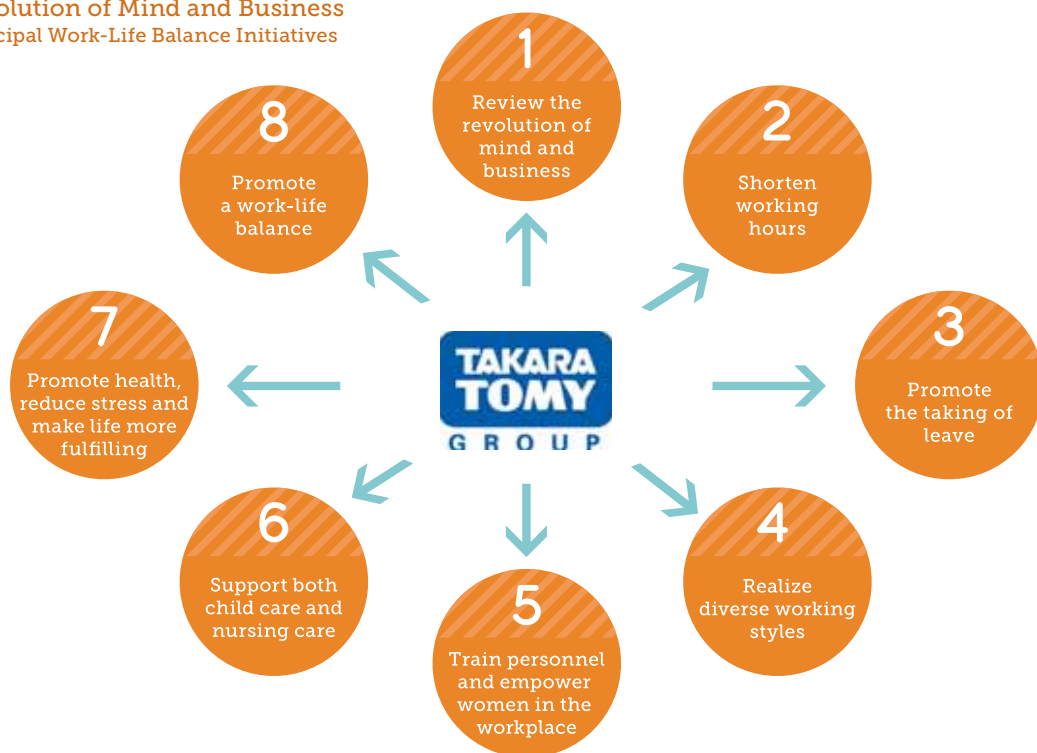 olution of Mind and Business
cipal Work-Life Balance Initiatives
1
Review the
revolution of
mind and
business
2
Shorten
working
hours
3
Promote
the taking of
leave
4
Realize
diverse working
styles
5
Train personnel
and empower
women in the
workplace
6
Support both
child care and
nursing care
7
Promote health,
reduce stress and
make life more
fulfilling
8
Promote
a work-life
balance
TAKARA
TOMY
GROUP